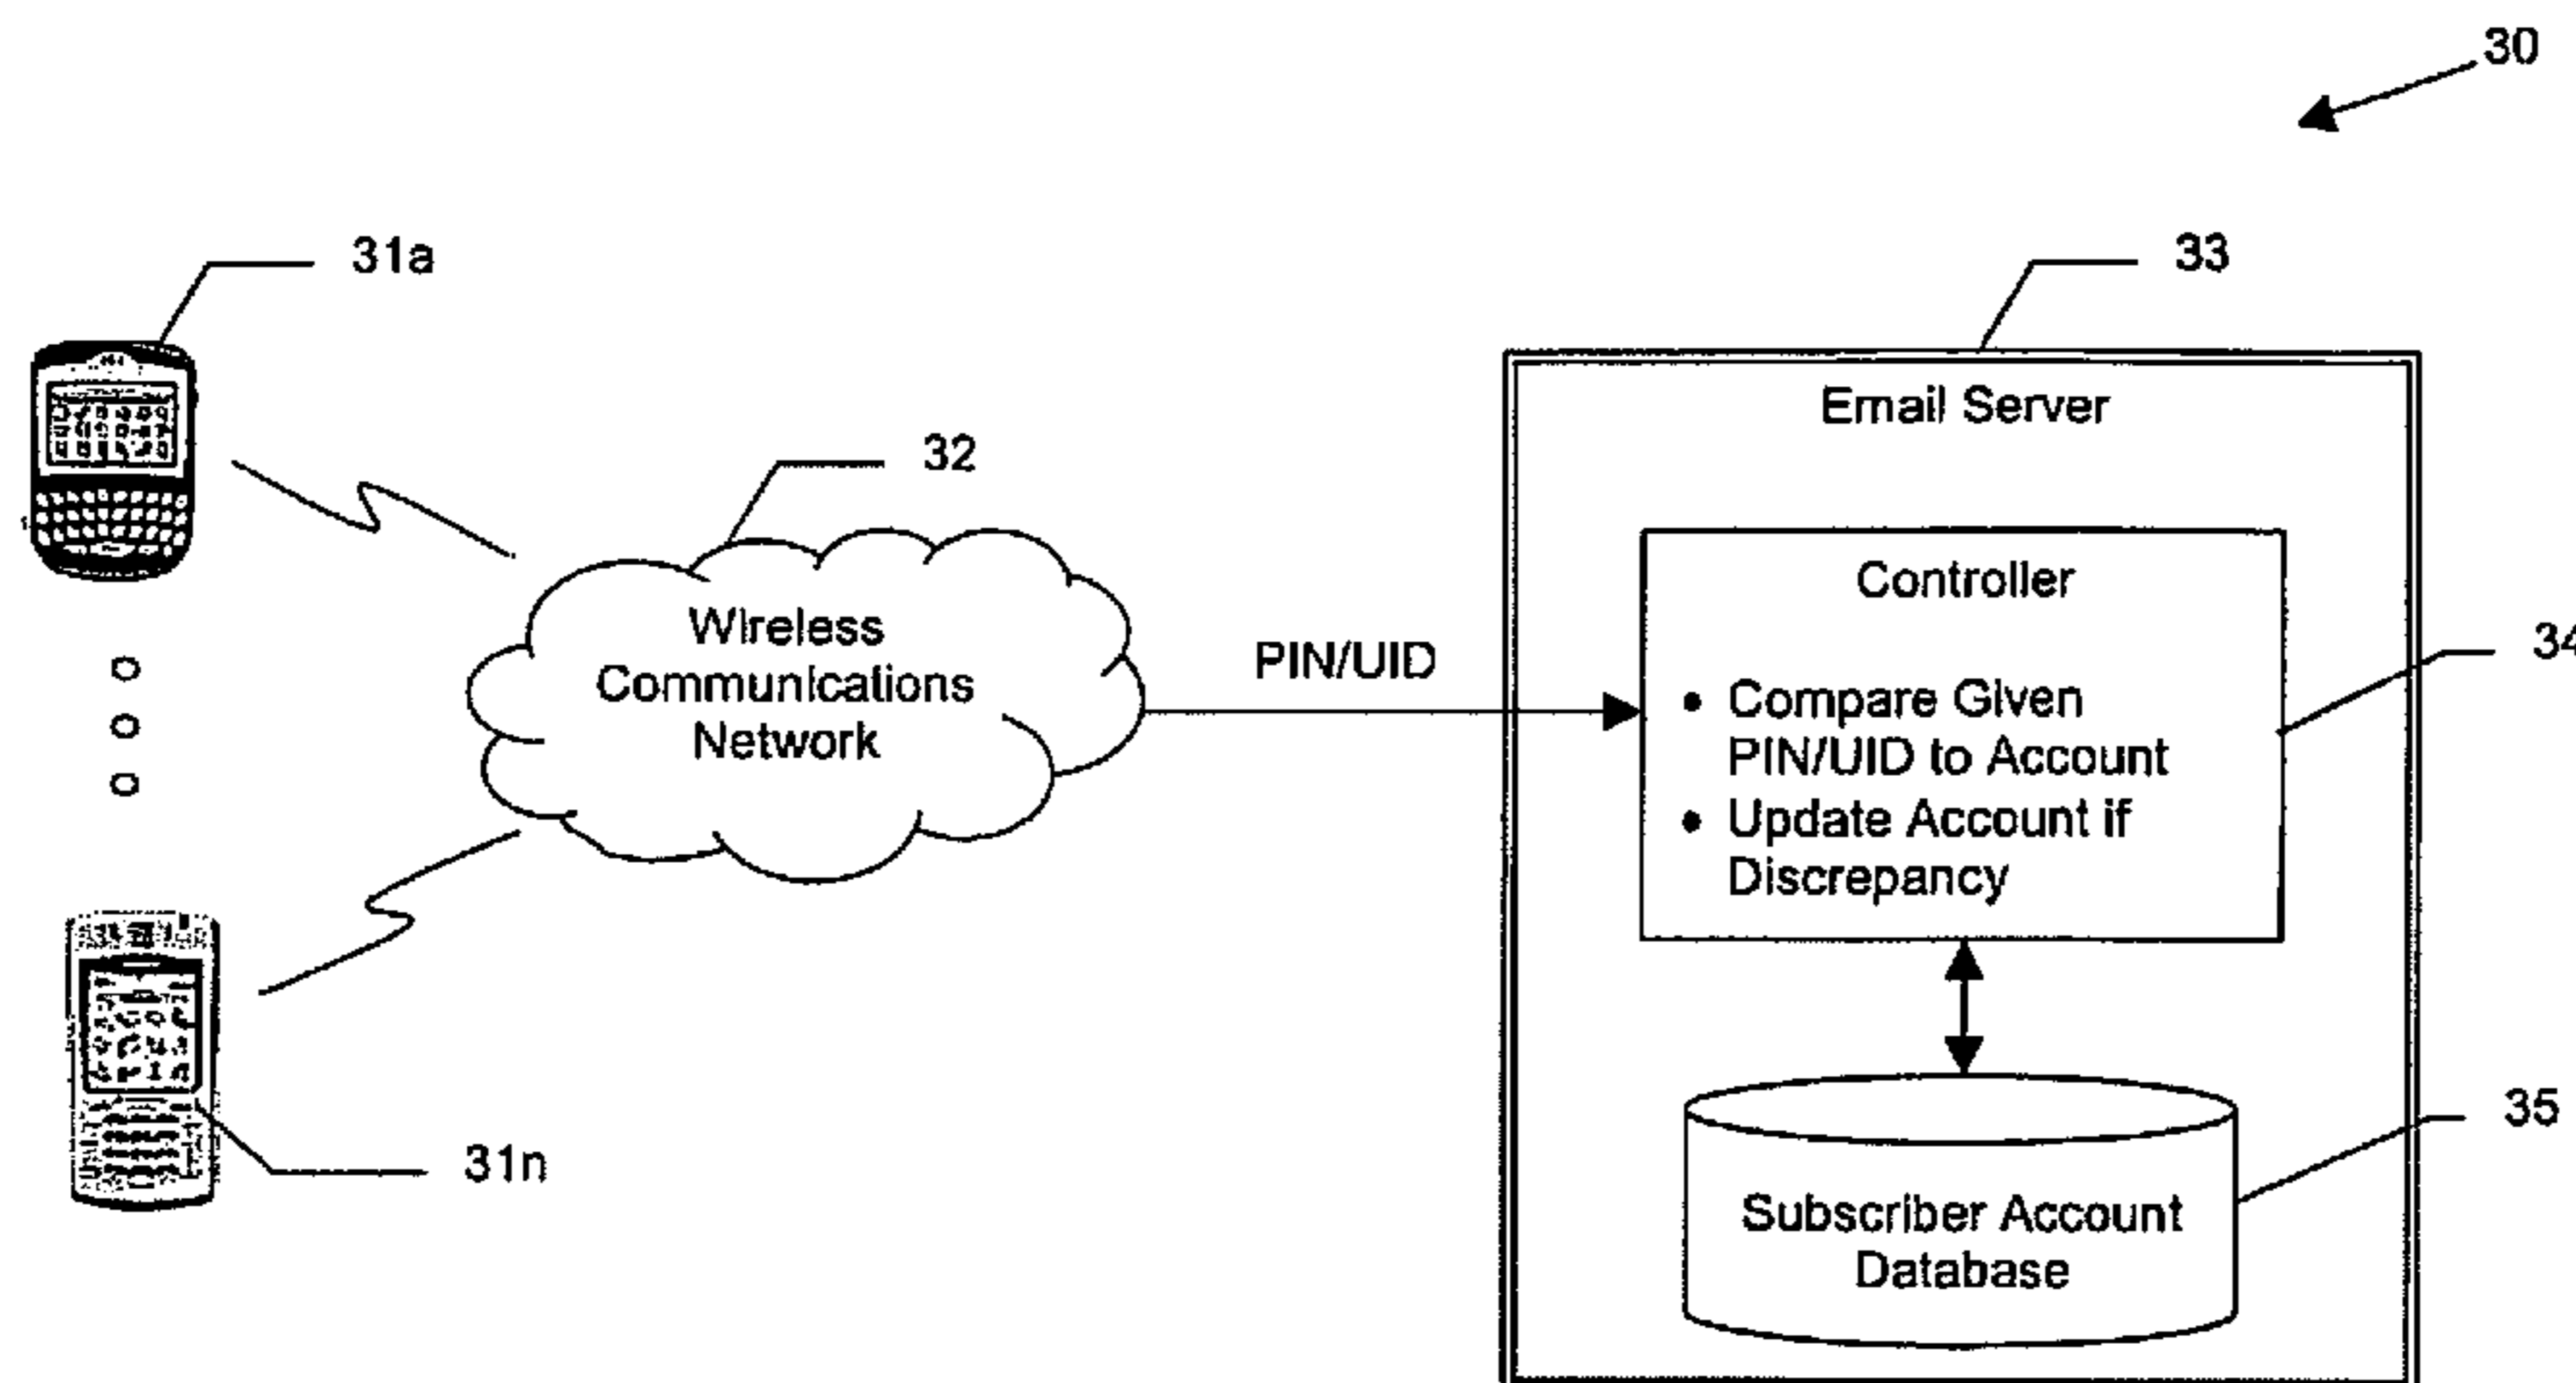 30
31a
33
32
Email Server
Controller
Wireless
Communications
Network
PIN/UID
34
• Compare Given
PIN/UID to Account
• Update Account if
Discrepancy
31n
35
Subscriber Account
Database